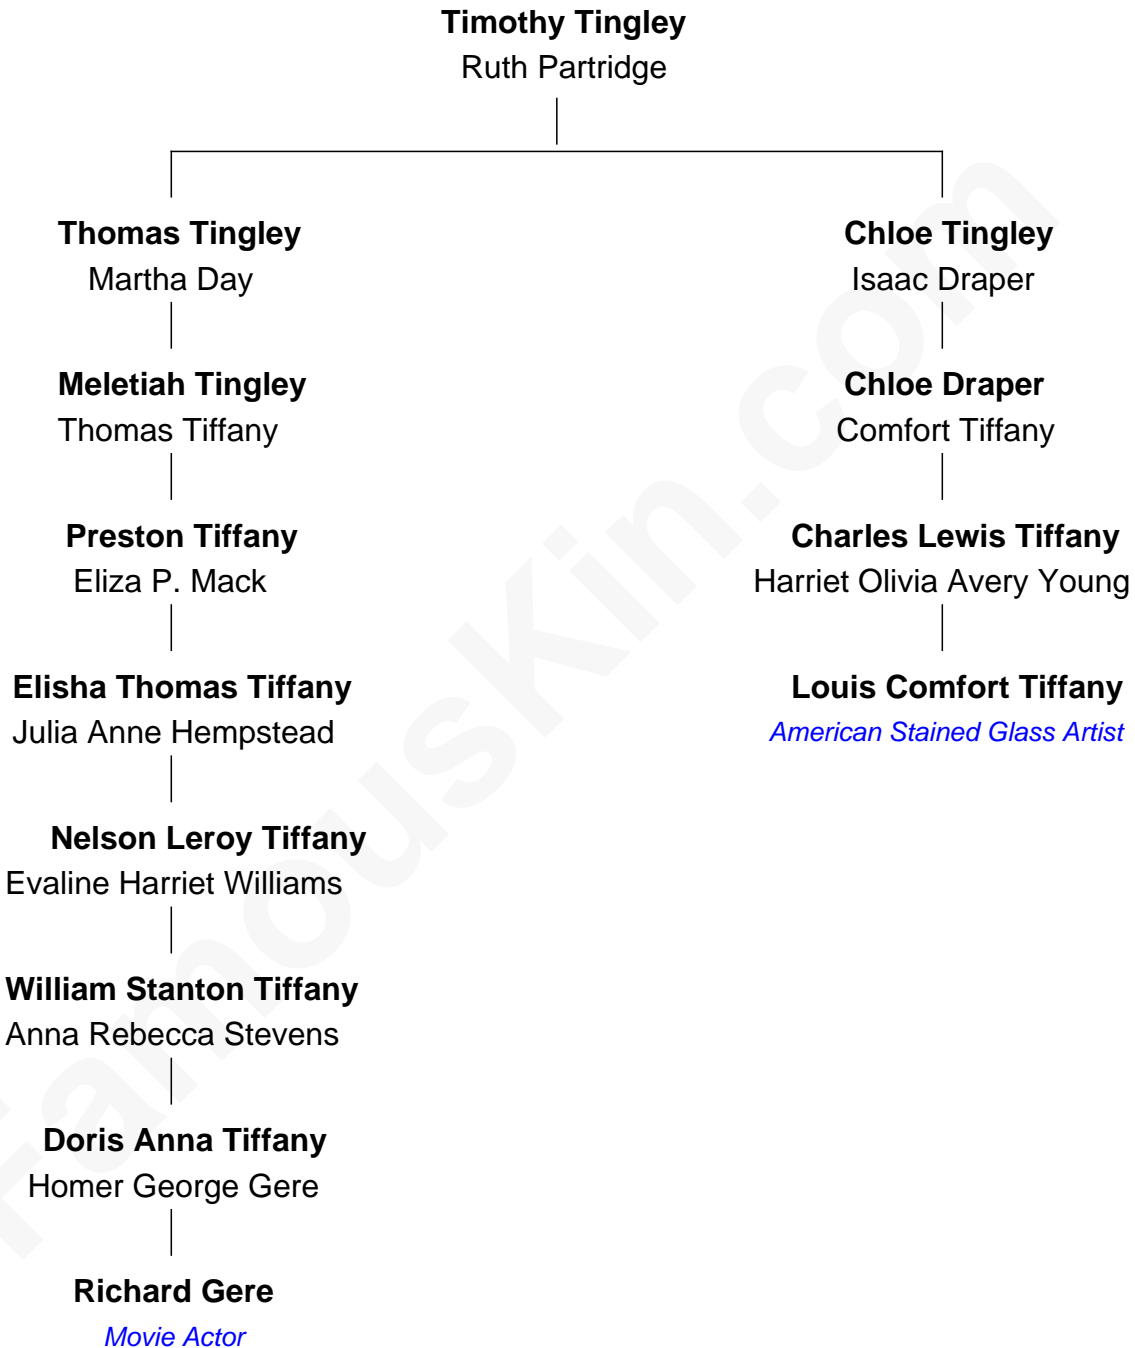 Timothy Tingley
Ruth Partridge
Thomas Tingley
Martha Day
Chloe Tingley
Isaac Draper
Meletiah Tingley
Thomas Tiffany
Chloe Draper
Comfort Tiffany
Preston Tiffany
Eliza P. Mack
Charles Lewis Tiffany
Harriet Olivia Avery Young
Elisha Thomas Tiffany
Julia Anne Hempstead
Louis Comfort Tiffany
American Stained Glass Artist
Nelson Leroy Tiffany
Evaline Harriet Williams
William Stanton Tiffany
Anna Rebecca Stevens
Doris Anna Tiffany
Homer George Gere
Richard Gere
Movie Actor
FamousKin.com